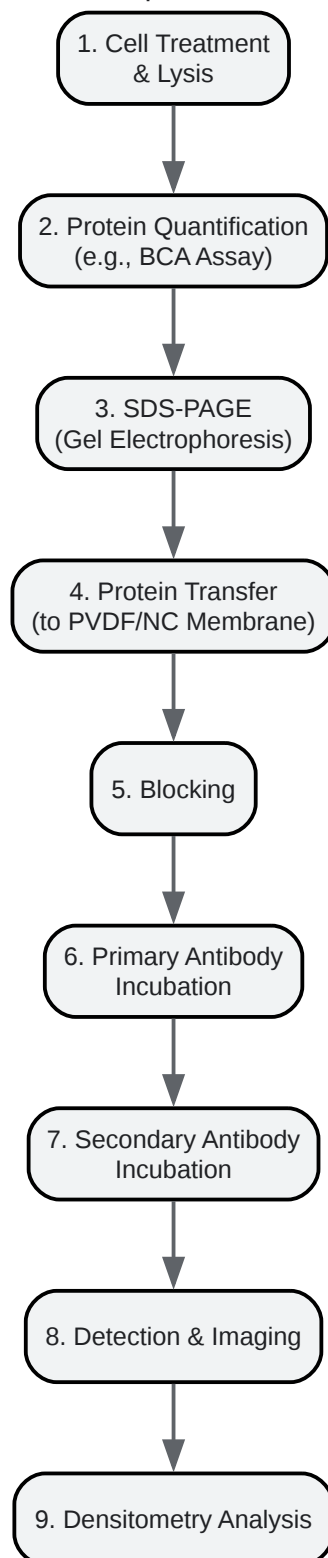 1. Cell Treatment
& Lysis
2. Protein Quantification
(e.g., BCA Assay)
3. SDS-PAGE
(Gel Electrophoresis)
4. Protein Transfer
(to PVDF/NC Membrane)
5. Blocking
6. Primary Antibody
Incubation
7. Secondary Antibody
Incubation
8. Detection & Imaging
9. Densitometry Analysis